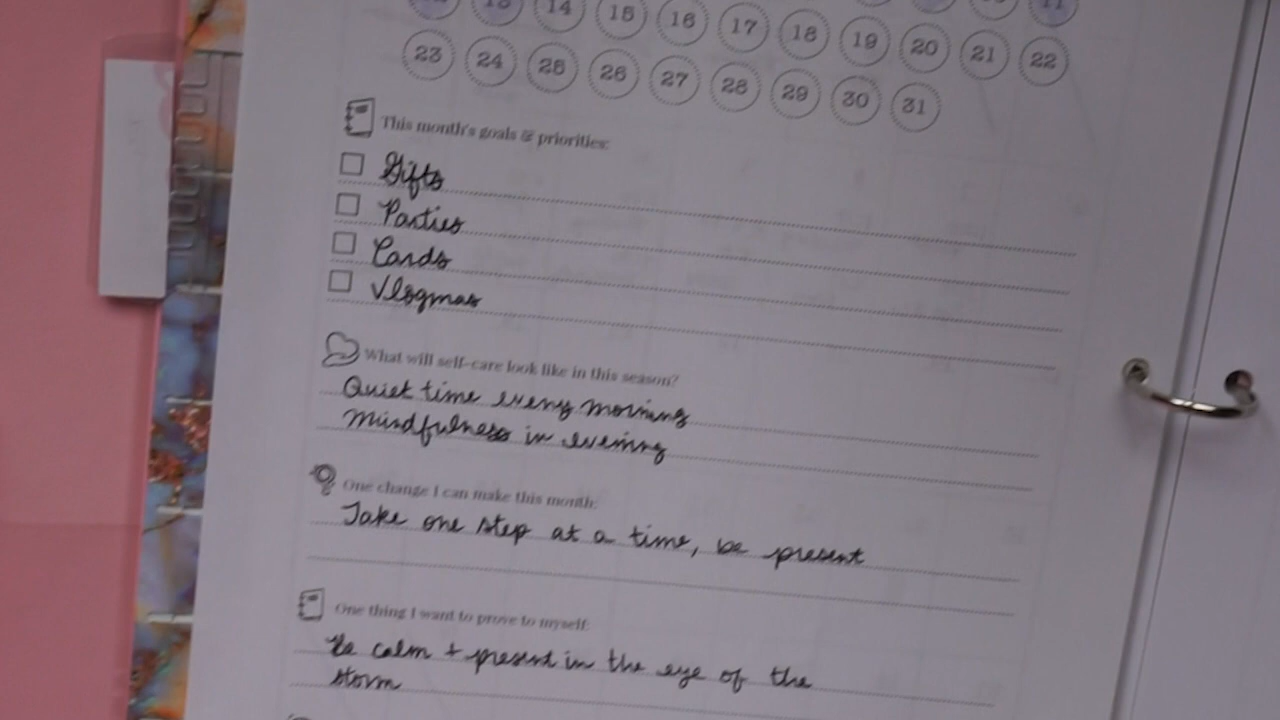 12 13 14 15 16 17 18 19 20 21 22
23 24 25 26 27 28 29 30 31
This month's goals & priorities:
Gifts
Parties
Cards
Vlogmas
What will self-care look like in this season?
Quiet time every morning
Mindfulness in evening
One change I can make this month:
Take one step at a time, be present
One thing I want to prove to myself:
Be calm + present in the eye of the
storm